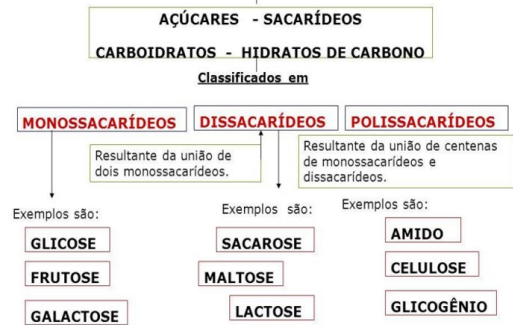 AÇÚCARES - SACARÍDEOS
CARBOIDRATOS - HIDRATOS DE CARBONO
Classificados em
MONOSSACARÍDEOS
DISSACARÍDEOS
POLISSACARÍDEOS
Resultante da união de
dois monossacarídeos.
Resultante da união de centenas
de monossacarídeos e
dissacarídeos.
Exemplos são:
GLICOSE
FRUTOSE
GALACTOSE
Exemplos são:
SACAROSE
MALTOSE
LACTOSE
Exemplos são:
AMIDO
CELULOSE
GLICOGÊNIO